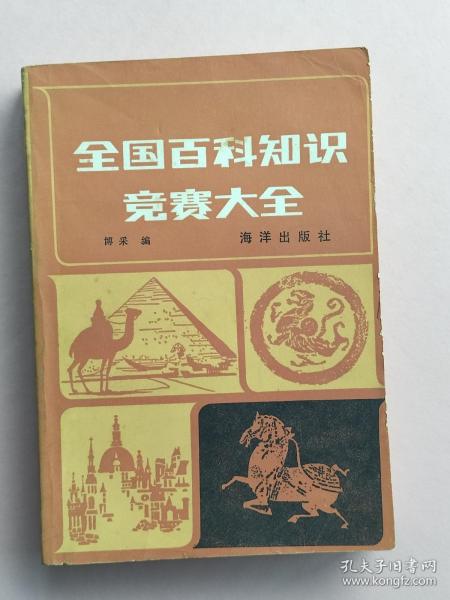 全国百科知识
竞赛大全
博采 编 海洋出版社
孔夫子旧书网
www.kongfz.com